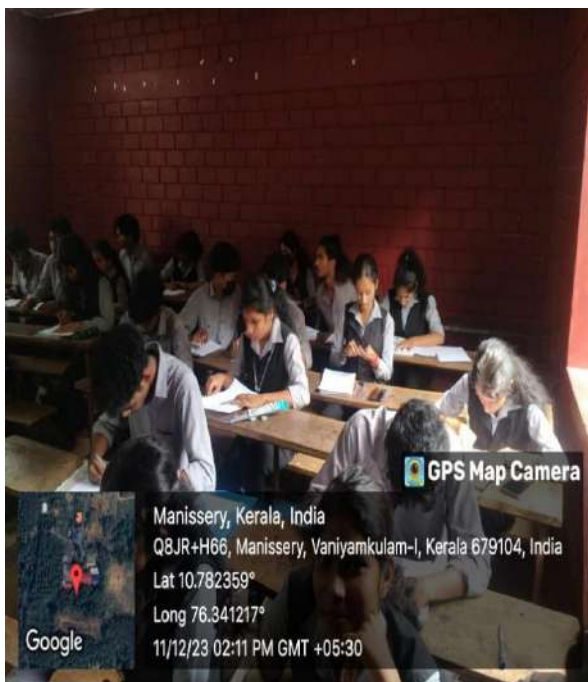 GPS Map Camera
Manissery, Kerala, India
Q8JR+H66, Manissery, Vaniyamkulam-I, Kerala 679104, India
Lat 10.782359°
Long 76.341217°
11/12/23 02:11 PM GMT +05:30
Google